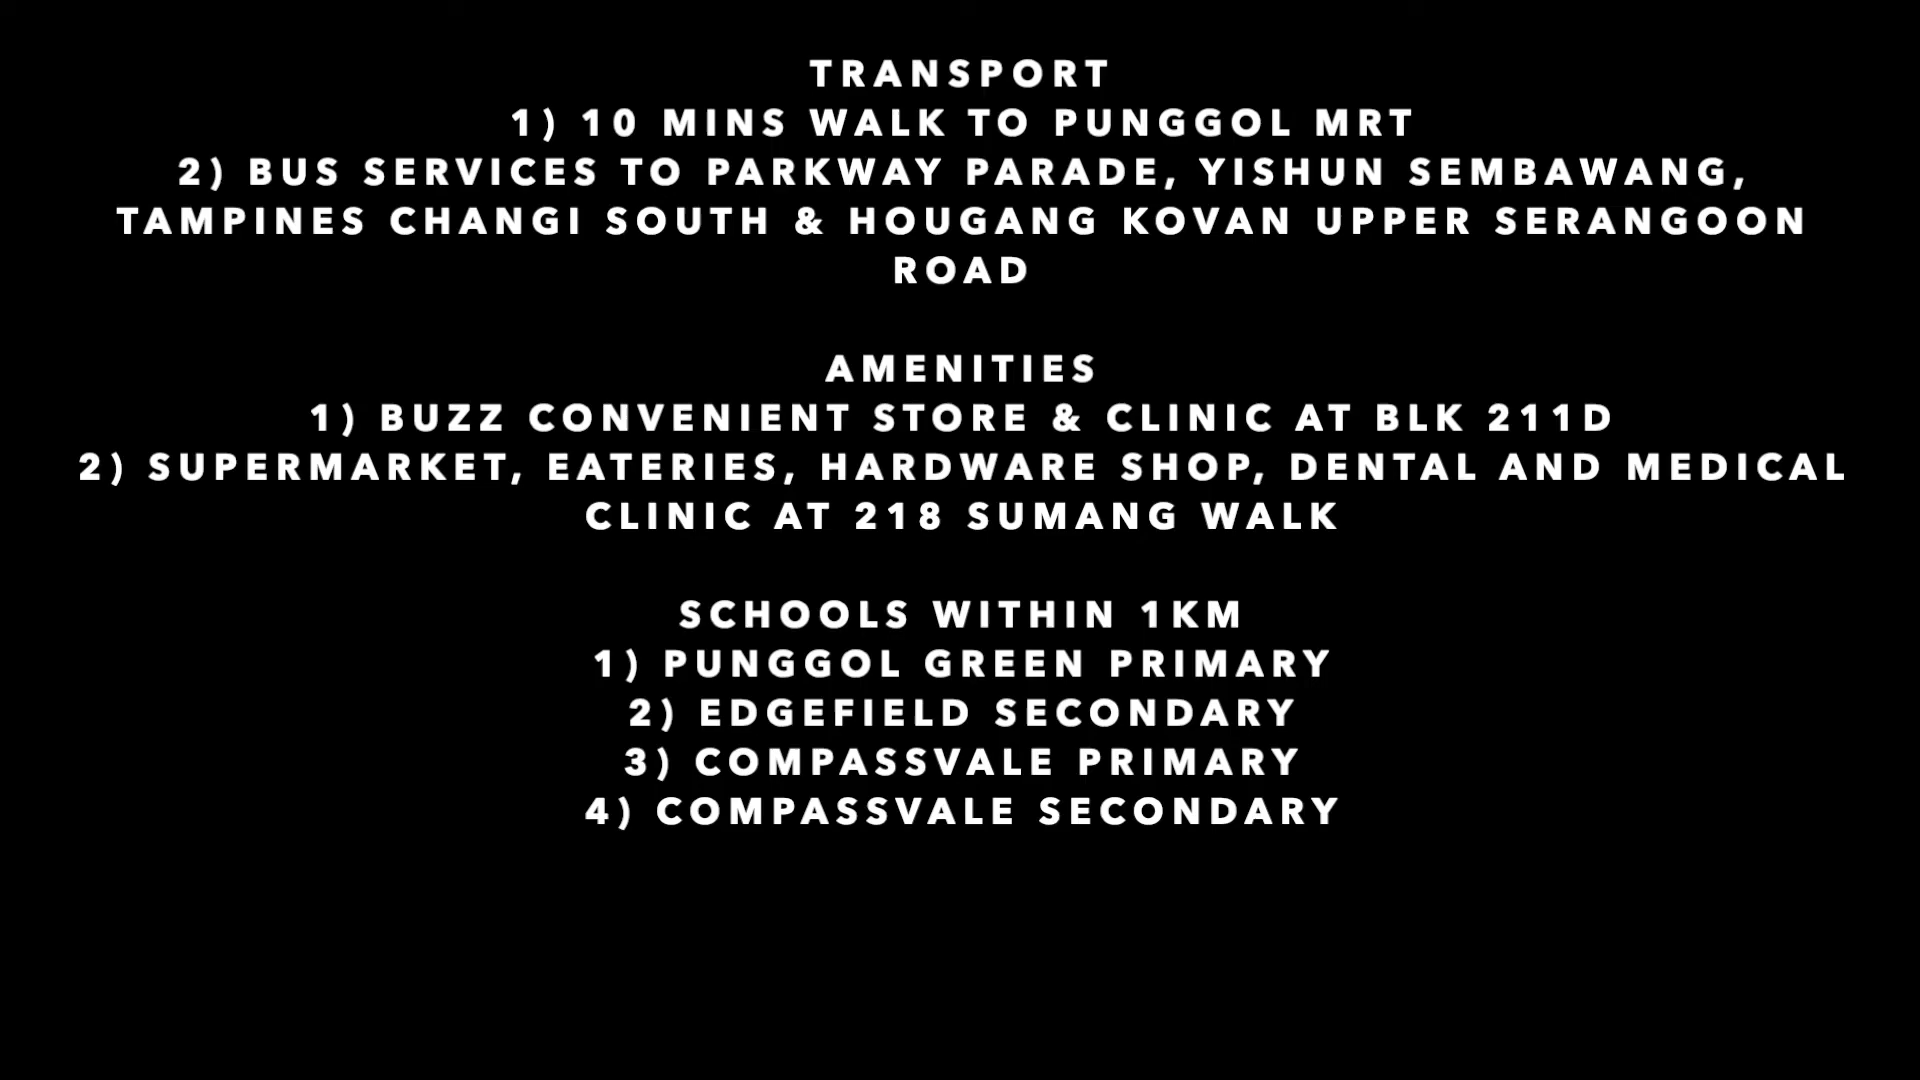 TRANSPORT
1) 10 MINS WALK TO PUNGGOL MRT
2) BUS SERVICES TO PARKWAY PARADE, YISHUN SEMBAWANG,
TAMPINES CHANGI SOUTH & HOUGANG KOVAN UPPER SERANGOON
ROAD
AMENITIES
1) BUZZ CONVENIENT STORE & CLINIC AT BLK 211D
2) SUPERMARKET, EATERIES, HARDWARE SHOP, DENTAL AND MEDICAL
CLINIC AT 218 SUMANG WALK
SCHOOLS WITHIN 1KM
1) PUNGGOL GREEN PRIMARY
2) EDGEFIELD SECONDARY
3) COMPASSVALE PRIMARY
4) COMPASSVALE SECONDARY